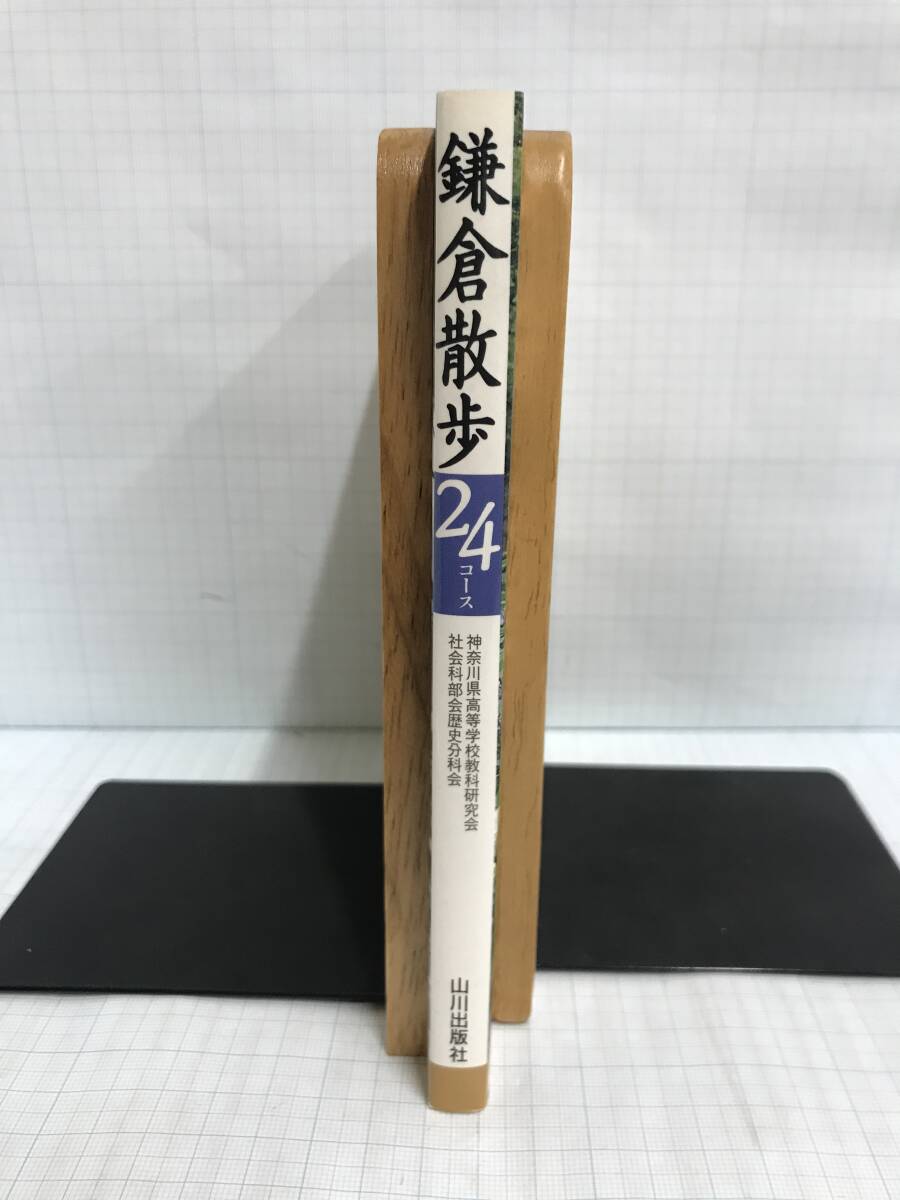 鎌倉散歩
24
コース
神奈川県高等学校教科研究会
社会科部会歴史分科会
山川出版社